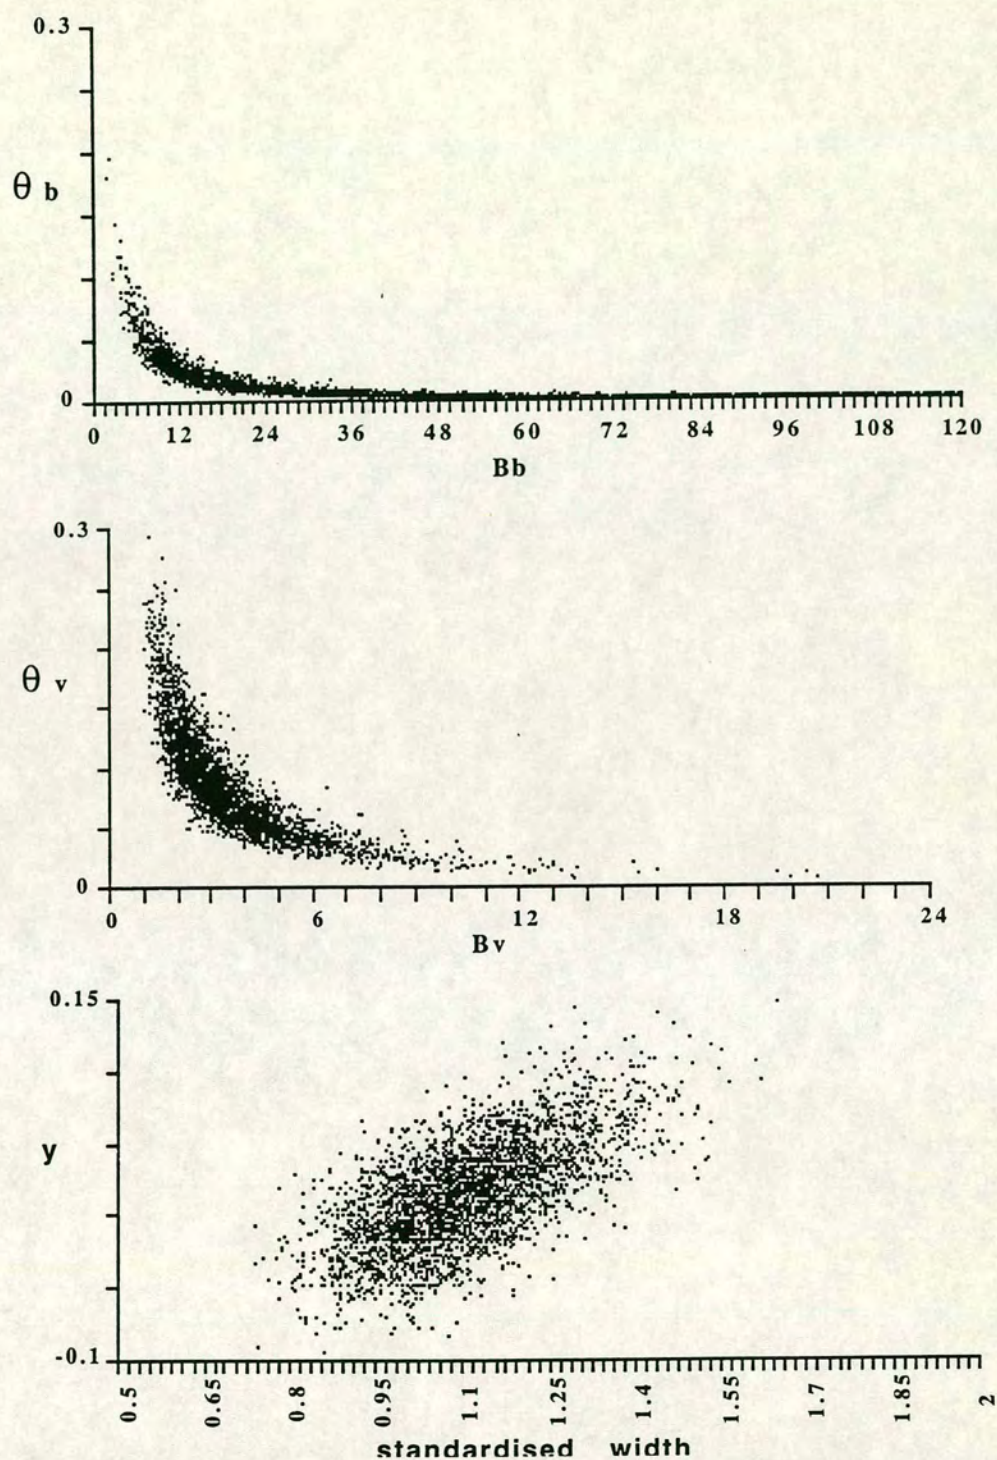 0.3
θ b
0
0 12 24 36 48 60 72 84 96 108 120
Bb
0.3
θ v
0
0 6 12 18 24
Bv
0.15
y
-0.1
0.5 0.65 0.8 0.95 1.1 1.25 1.4 1.55 1.7 1.85 2
standardised width